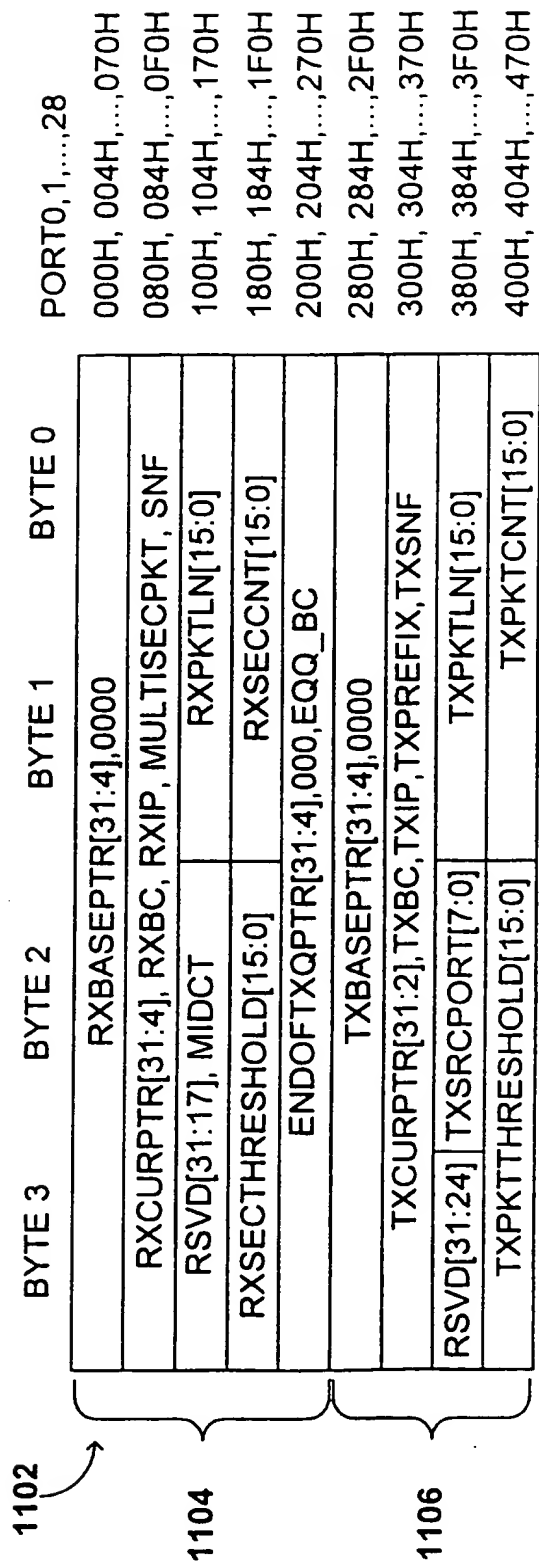 1102
BYTE 3 BYTE 2 BYTE 1 BYTE 0 PORT0,1,...,28
RXBASEPTR[31:4],0000 000H, 004H,...,070H
RXCURPTR[31:4], RXBC, RXIP, MULTISECPKT, SNF 080H, 084H,...,0F0H
RSVD[31:17], MIDCT RXPKTLN[15:0] 100H, 104H,...,170H
RXSECTHRESHOLD[15:0] RXSECCNT[15:0] 180H, 184H,...,1F0H
ENDOFTXQPTR[31:4],000,EQQ_BC 200H, 204H,...,270H
1104
TXBASEPTR[31:4],0000 280H, 284H,...,2F0H
TXCURPTR[31:2],TXBC,TXIP,TXPREFIX,TXSNF 300H, 304H,...,370H
RSVD[31:24] TXSRCPORT[7:0] TXPKTLN[15:0] 380H, 384H,...,3F0H
TXPKTTHRESHOLD[15:0] TXPKTCNT[15:0] 400H, 404H,...,470H
1106